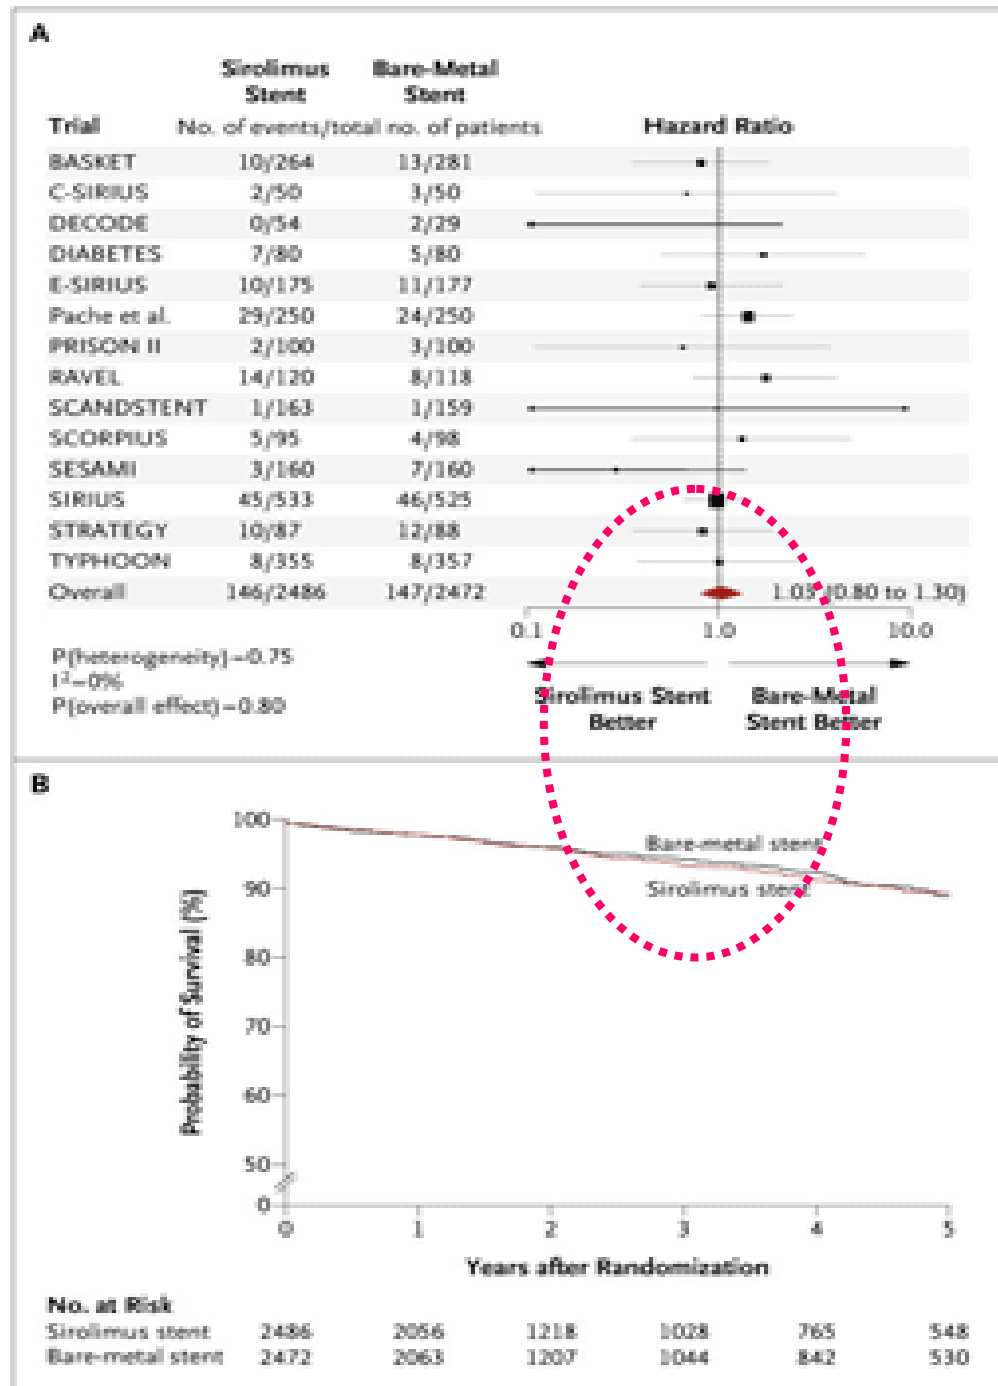 A
Sirolimus Stent Bare-Metal Stent
Trial No. of events/total no. of patients Hazard Ratio
BASKET 10/264 13/281
C-SIRIUS 2/50 3/50
DECODE 0/54 2/29
DIABETES 7/80 5/80
E-SIRIUS 10/175 11/177
Pache et al. 29/250 24/250
PRISON II 2/100 3/100
RAVEL 14/120 8/118
SCANDSTENT 1/163 1/159
SCORPIUS 5/95 4/98
SESAMI 3/160 7/160
SIRIUS 45/533 46/525
STRATEGY 10/87 12/88
TYPHOON 8/355 8/357
Overall 146/2486 147/2472 1.03 (0.80 to 1.30)
0.1 1.0 10.0
P(heterogeneity)=0.75
I²=0%
P(overall effect)=0.80
Sirolimus Stent Better
Bare-Metal Stent Better
B
Probability of Survival (%)
100
90
80
70
60
50
0
Bare-metal stent
Sirolimus stent
0 1 2 3 4 5
Years after Randomization
No. at Risk
Sirolimus stent 2486 2056 1218 1028 765 548
Bare-metal stent 2472 2063 1207 1044 842 530